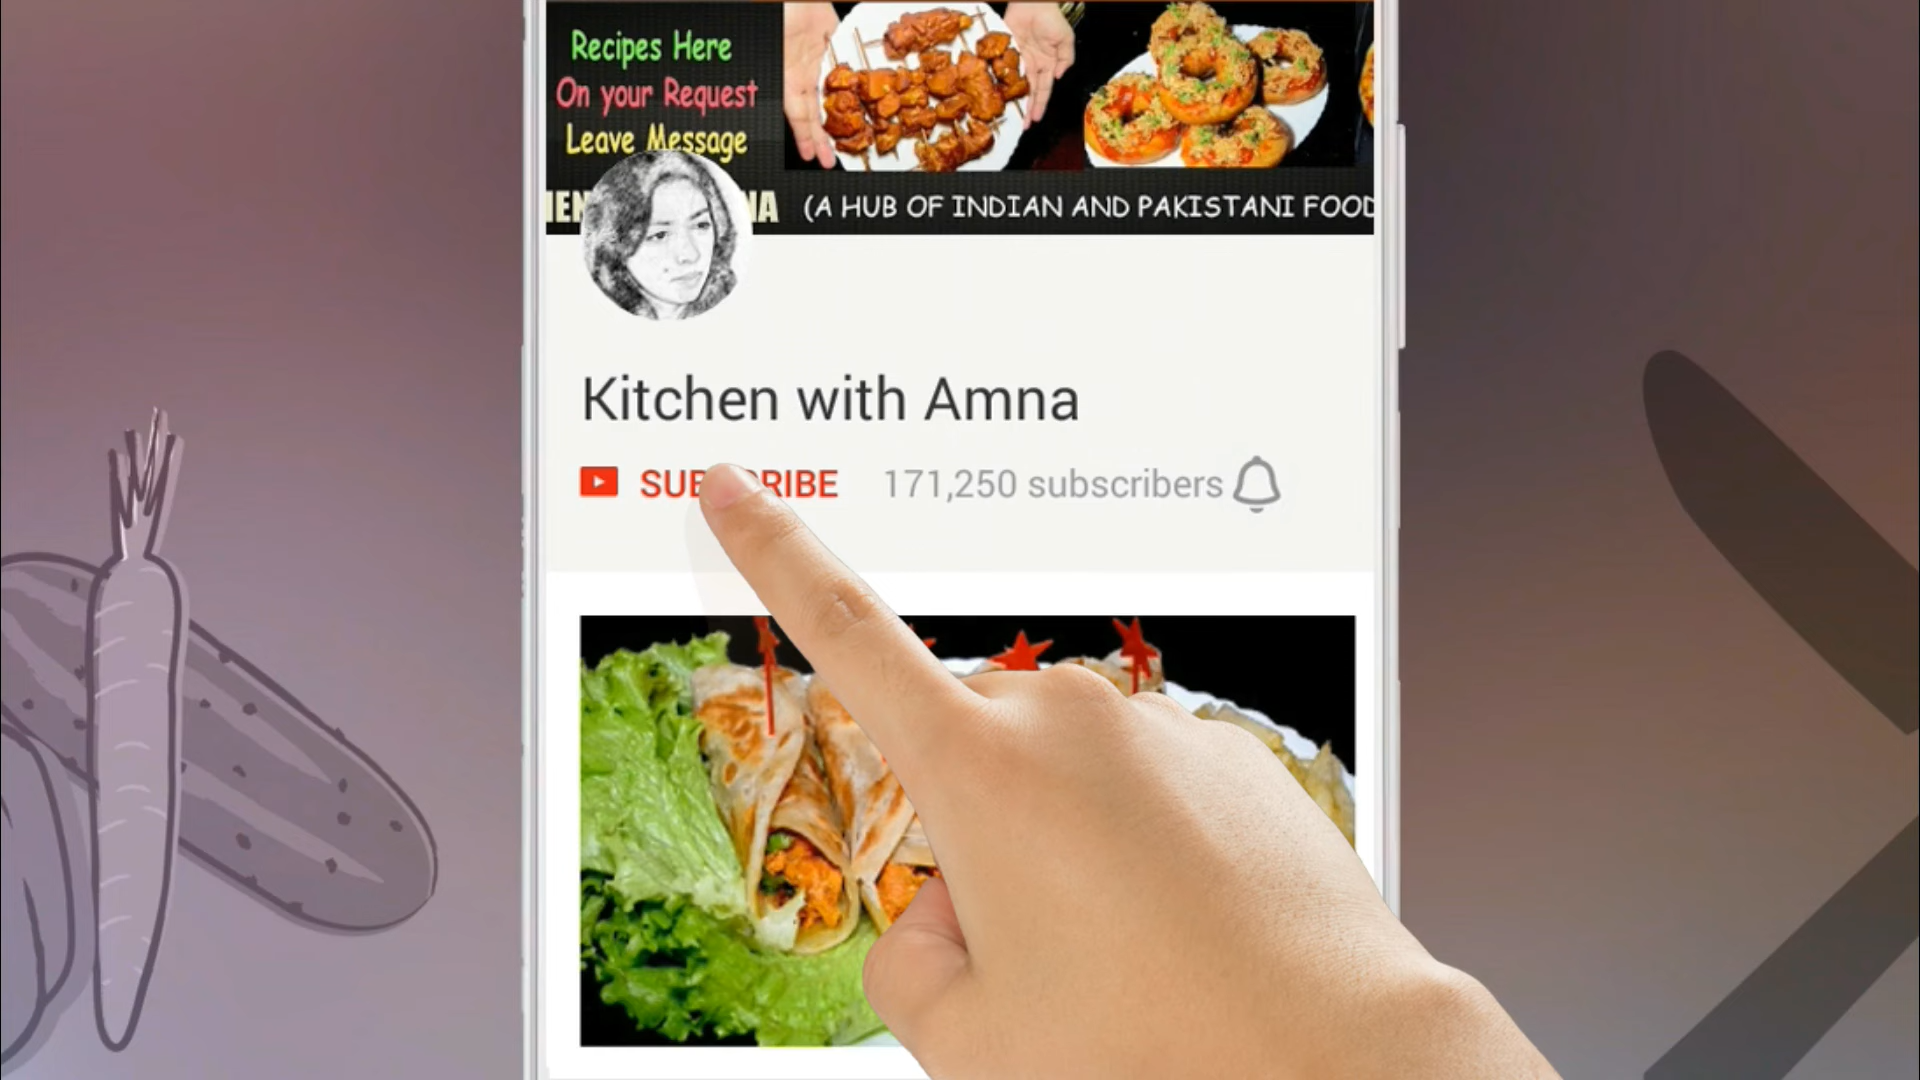 Recipes Here
On your Request
Leave Message
(A HUB OF INDIAN AND PAKISTANI FOOD
Kitchen with Amna
SUBSCRIBE 171,250 subscribers